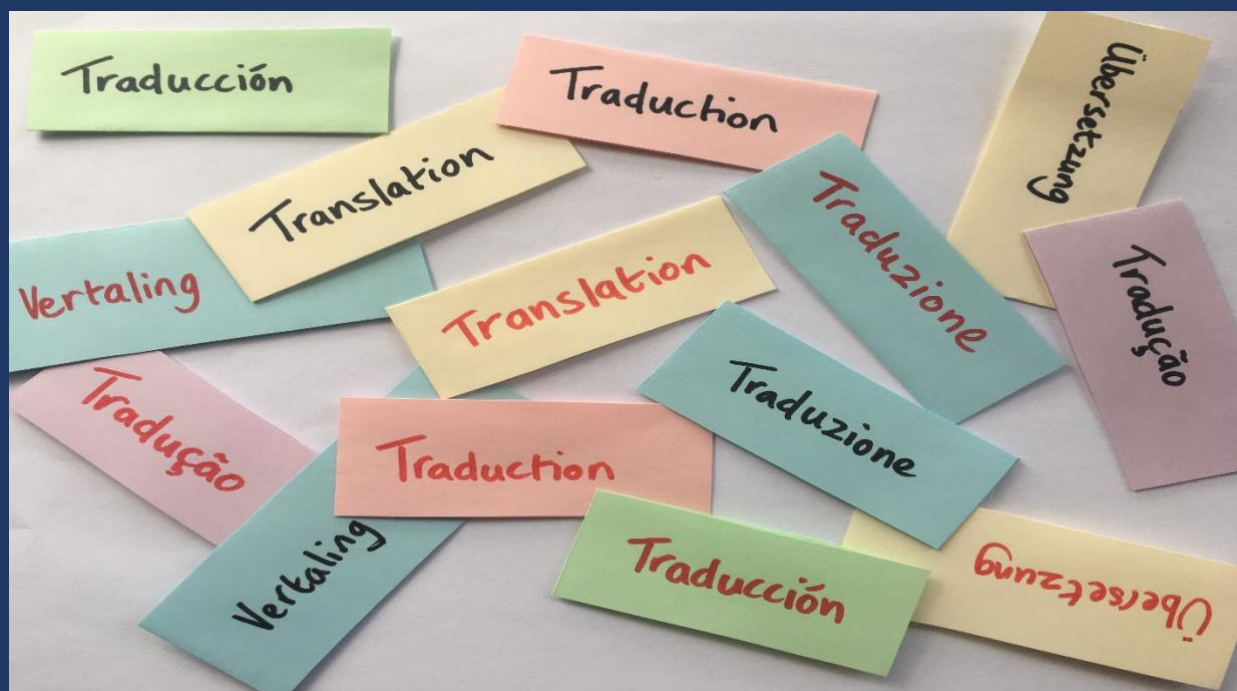 Traducción
Traduction
Übersetzung
Translation
Traduzione
Vertaling
Translation
Tradução
Tradução
Traduzione
Traduction
Vertaling
Traducción
Übersetzung